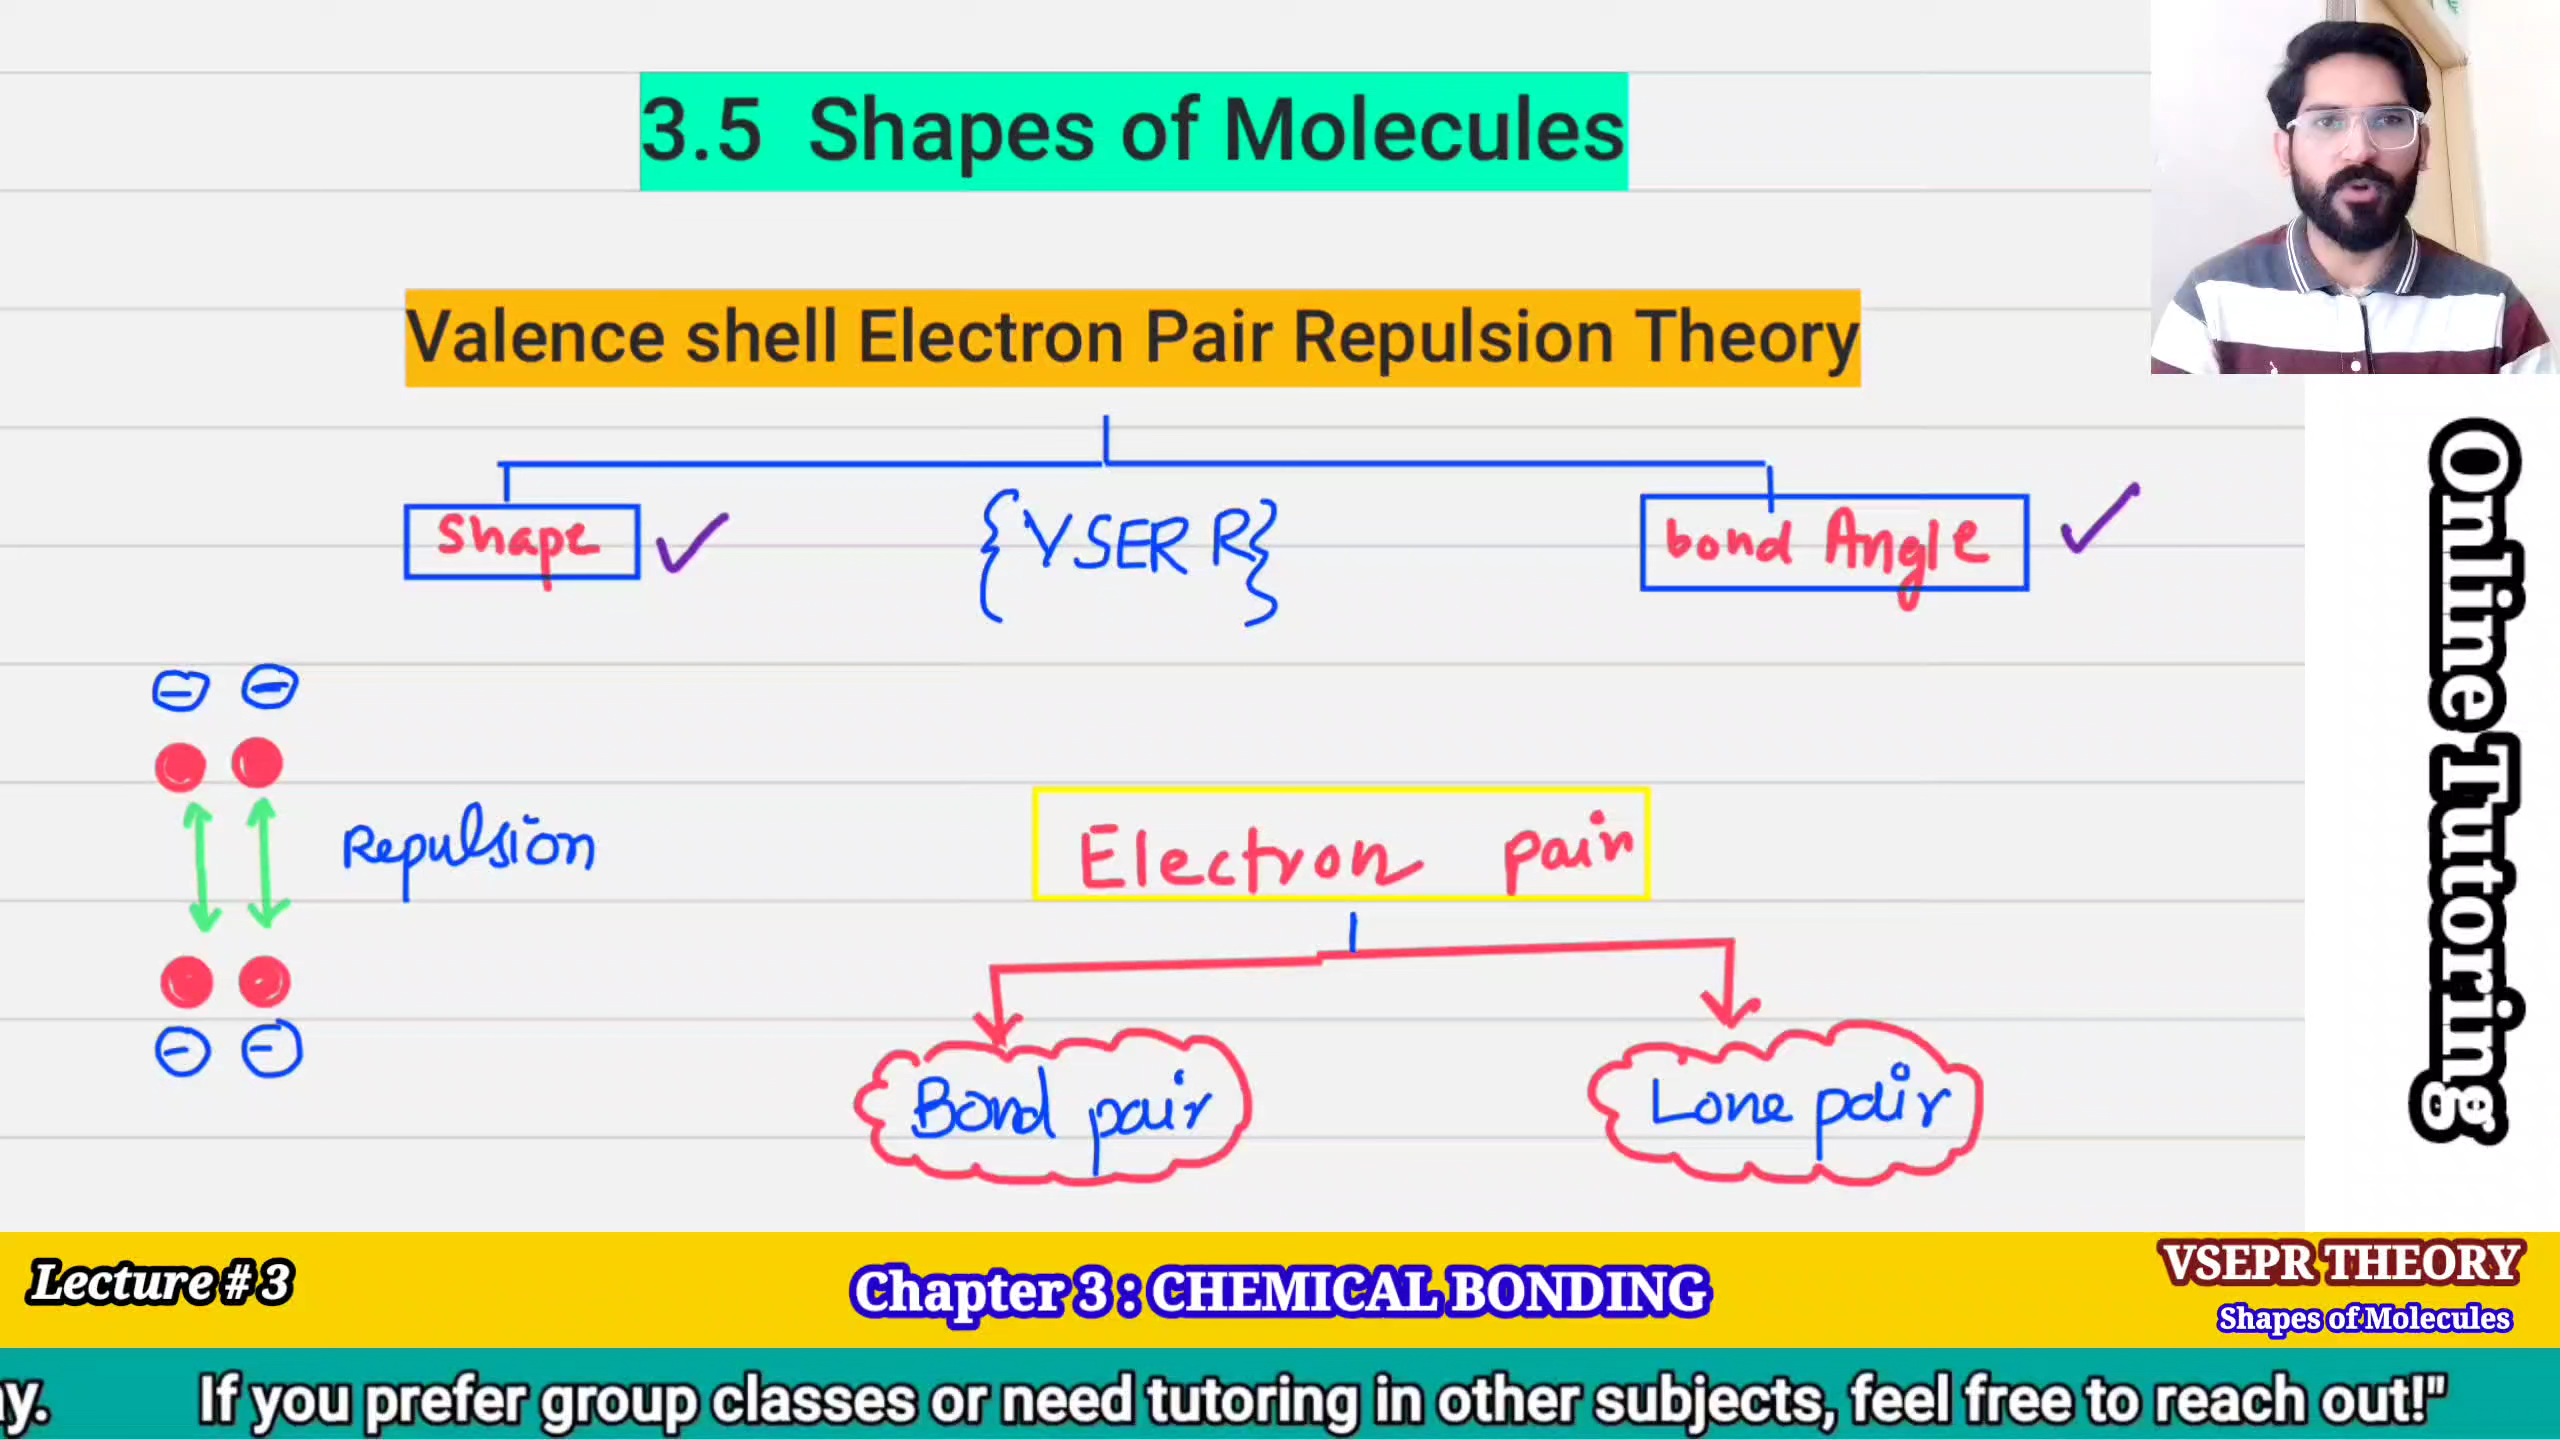 3.5 Shapes of Molecules
Valence shell Electron Pair Repulsion Theory
Shape
{VSERR}
bond Angle
Repulsion
Electron pair
Bond pair
Lone pair
Online Tutoring
Lecture # 3
Chapter 3 : CHEMICAL BONDING
VSEPR THEORY
Shapes of Molecules
If you prefer group classes or need tutoring in other subjects, feel free to reach out!"